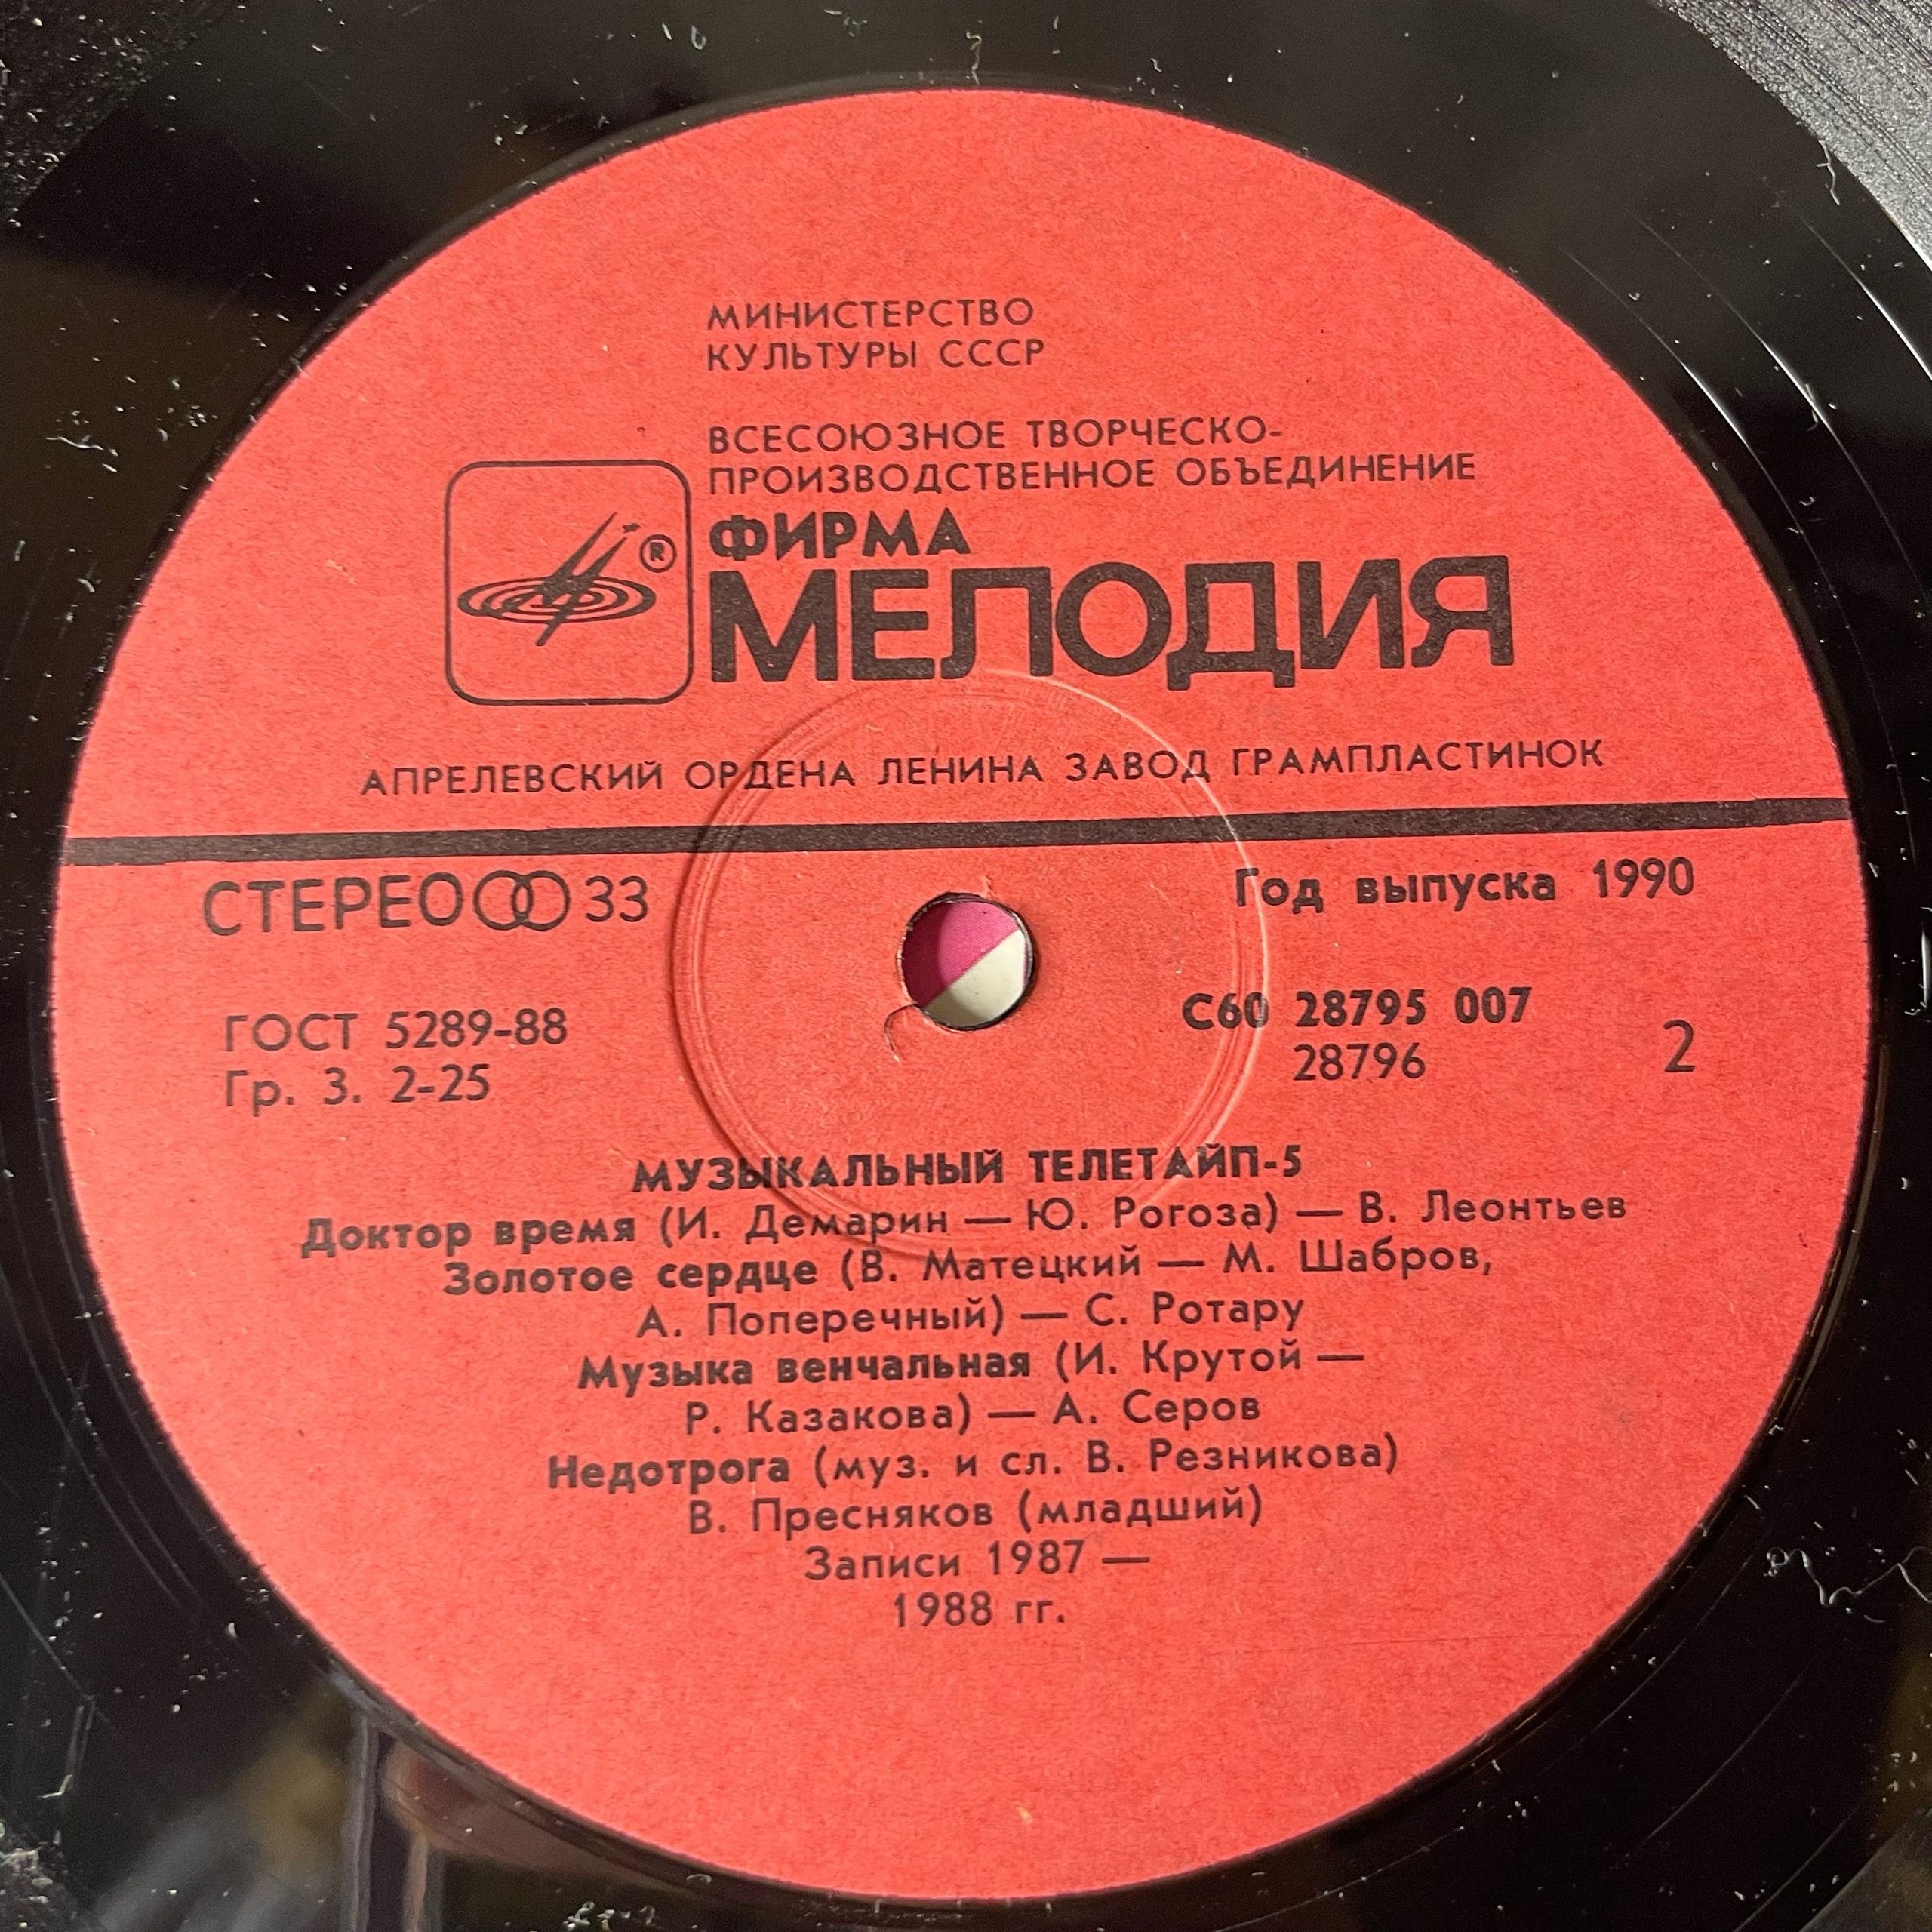 МИНИСТЕРСТВО
КУЛЬТУРЫ СССР
ВСЕСОЮЗНОЕ ТВОРЧЕСКО-
ПРОИЗВОДСТВЕННОЕ ОБЪЕДИНЕНИЕ
ФИРМА
®
МЕЛОДИЯ
АПРЕЛЕВСКИЙ ОРДЕНА ЛЕНИНА ЗАВОД ГРАМПЛАСТИНОК
СТЕРЕО 33
Год выпуска 1990
ГОСТ 5289-88
Гр. 3. 2-25
С60 28795 007
28796
2
МУЗЫКАЛЬНЫЙ ТЕЛЕТАЙП-5
Доктор время (И. Демарин — Ю. Рогоза) — В. Леонтьев
Золотое сердце (В. Матецкий — М. Шабров,
А. Поперечный) — С. Ротару
Музыка венчальная (И. Крутой —
Р. Казакова) — А. Серов
Недотрога (муз. и сл. В. Резникова)
В. Пресняков (младший)
Записи 1987 —
1988 гг.